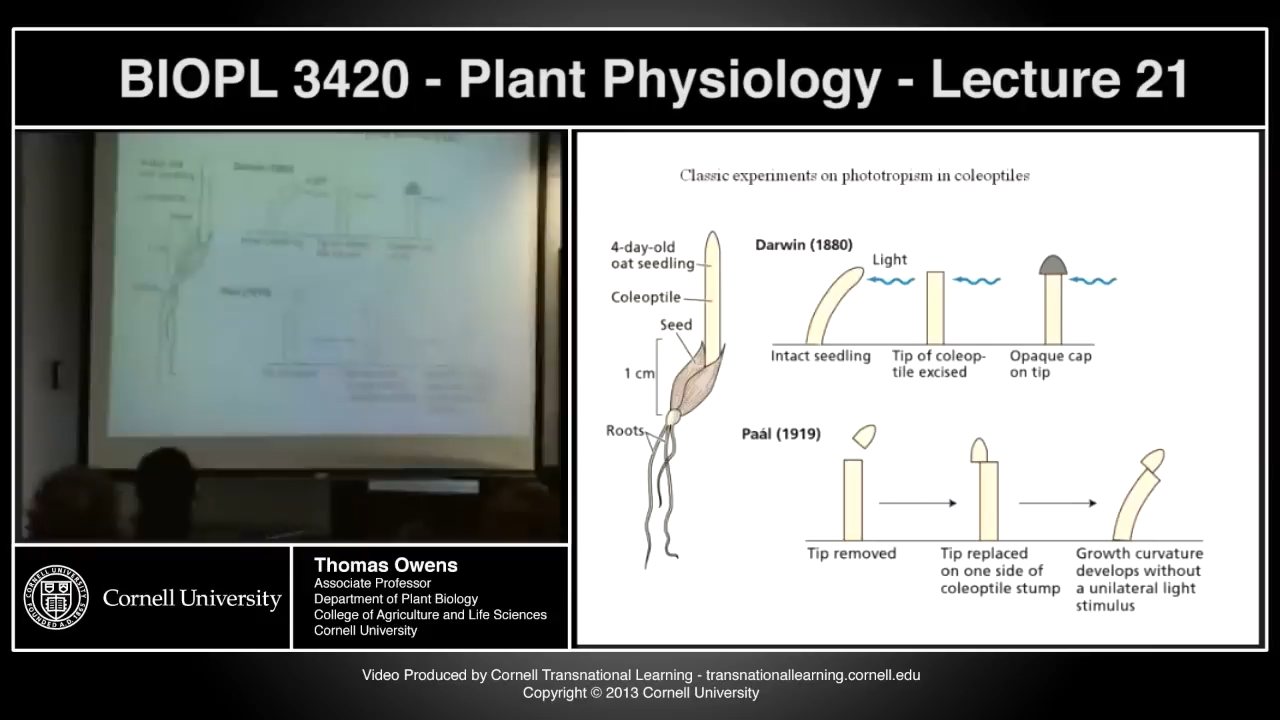 BIOPL 3420 - Plant Physiology - Lecture 21
Classic experiments on phototropism in coleoptiles
4-day-old
oat seedling
Coleoptile
Seed
1 cm
Roots
Darwin (1880)
Light
Intact seedling
Tip of coleop-
tile excised
Opaque cap
on tip
Paál (1919)
Tip removed
Tip replaced
on one side of
coleoptile stump
Growth curvature
develops without
a unilateral light
stimulus
Cornell University
Thomas Owens
Associate Professor
Department of Plant Biology
College of Agriculture and Life Sciences
Cornell University
Video Produced by Cornell Transnational Learning - transnationallearning.cornell.edu
Copyright © 2013 Cornell University